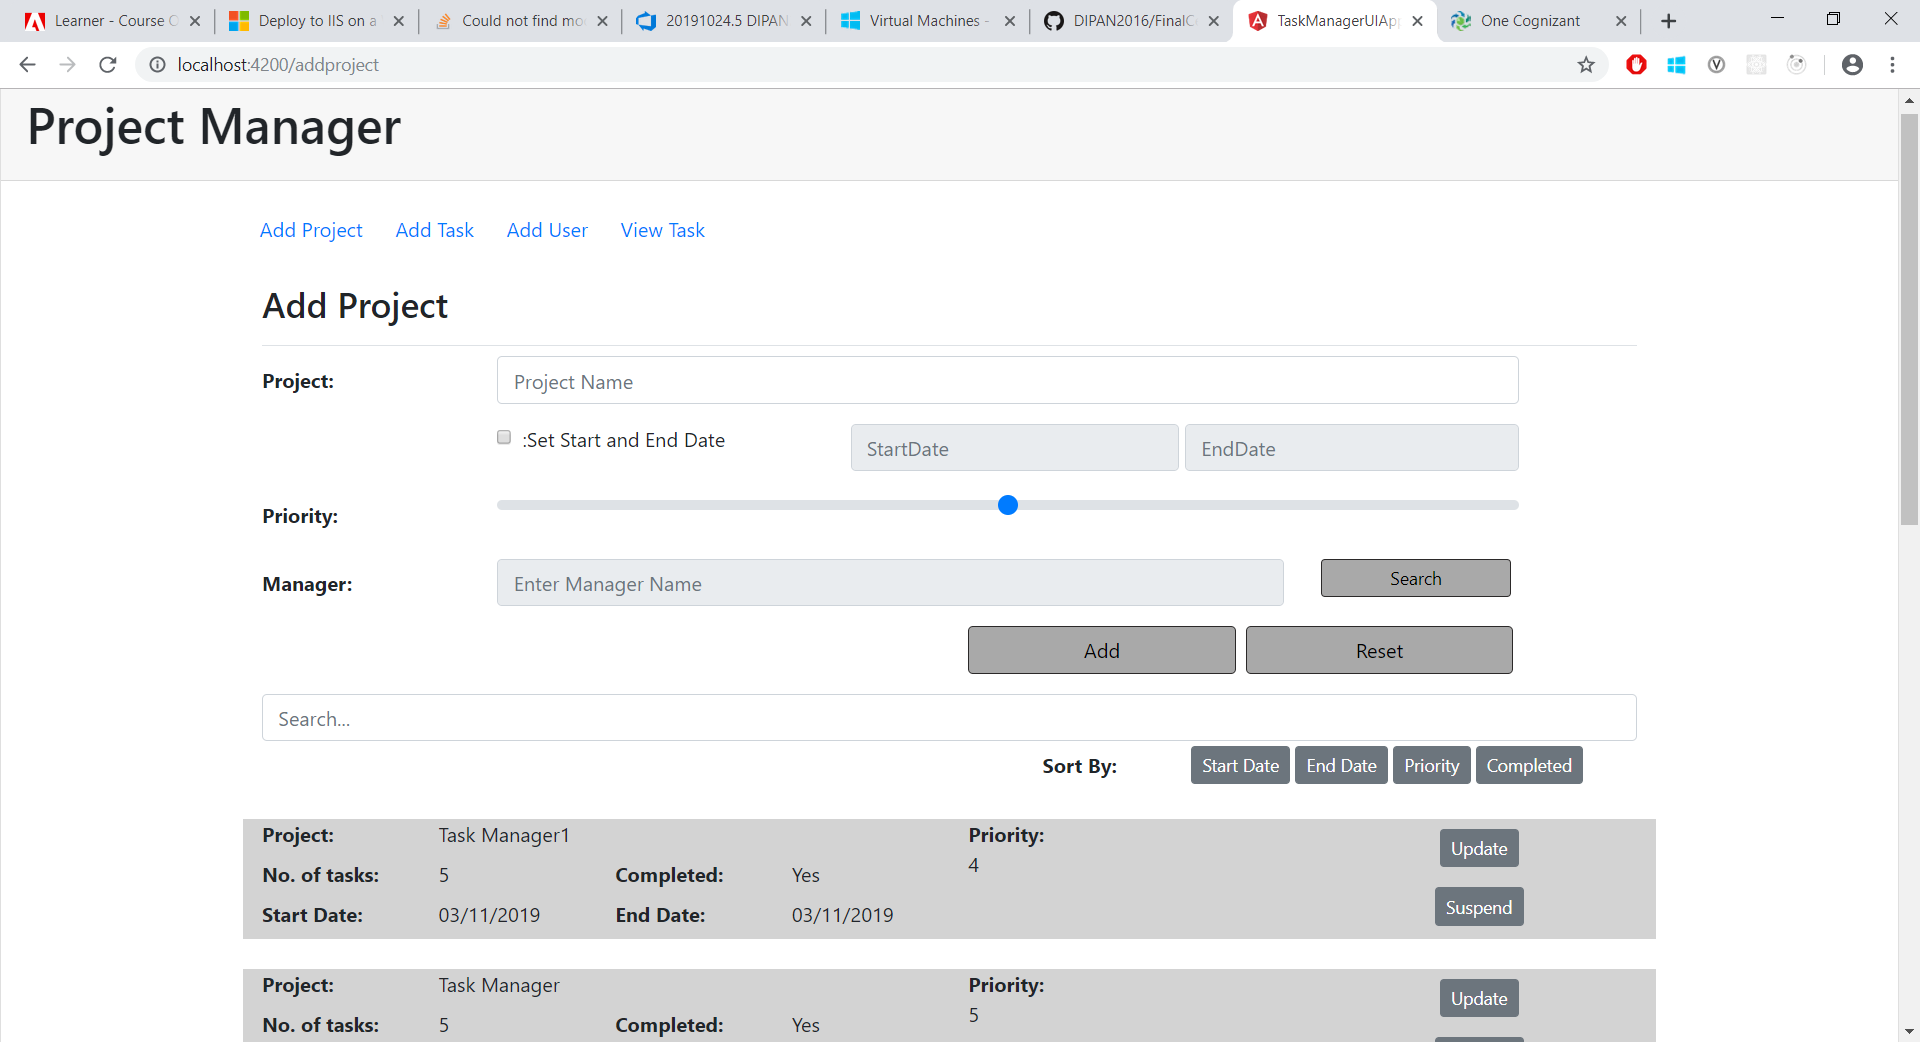 Learner - Course O
Deploy to IIS on a
Could not find mo
20191024.5 DIPAN
Virtual Machines -
DIPAN2016/FinalC
TaskManagerUIAp
One Cognizant
localhost:4200/addproject
Project Manager
Add Project Add Task Add User View Task
Add Project
Project: Project Name
:Set Start and End Date StartDate EndDate
Priority:
Manager: Enter Manager Name Search
Add Reset
Search...
Sort By: Start Date End Date Priority Completed
Project: Task Manager1 Priority: Update
4
No. of tasks: 5 Completed: Yes
Start Date: 03/11/2019 End Date: 03/11/2019 Suspend
Project: Task Manager Priority: Update
5
No. of tasks: 5 Completed: Yes